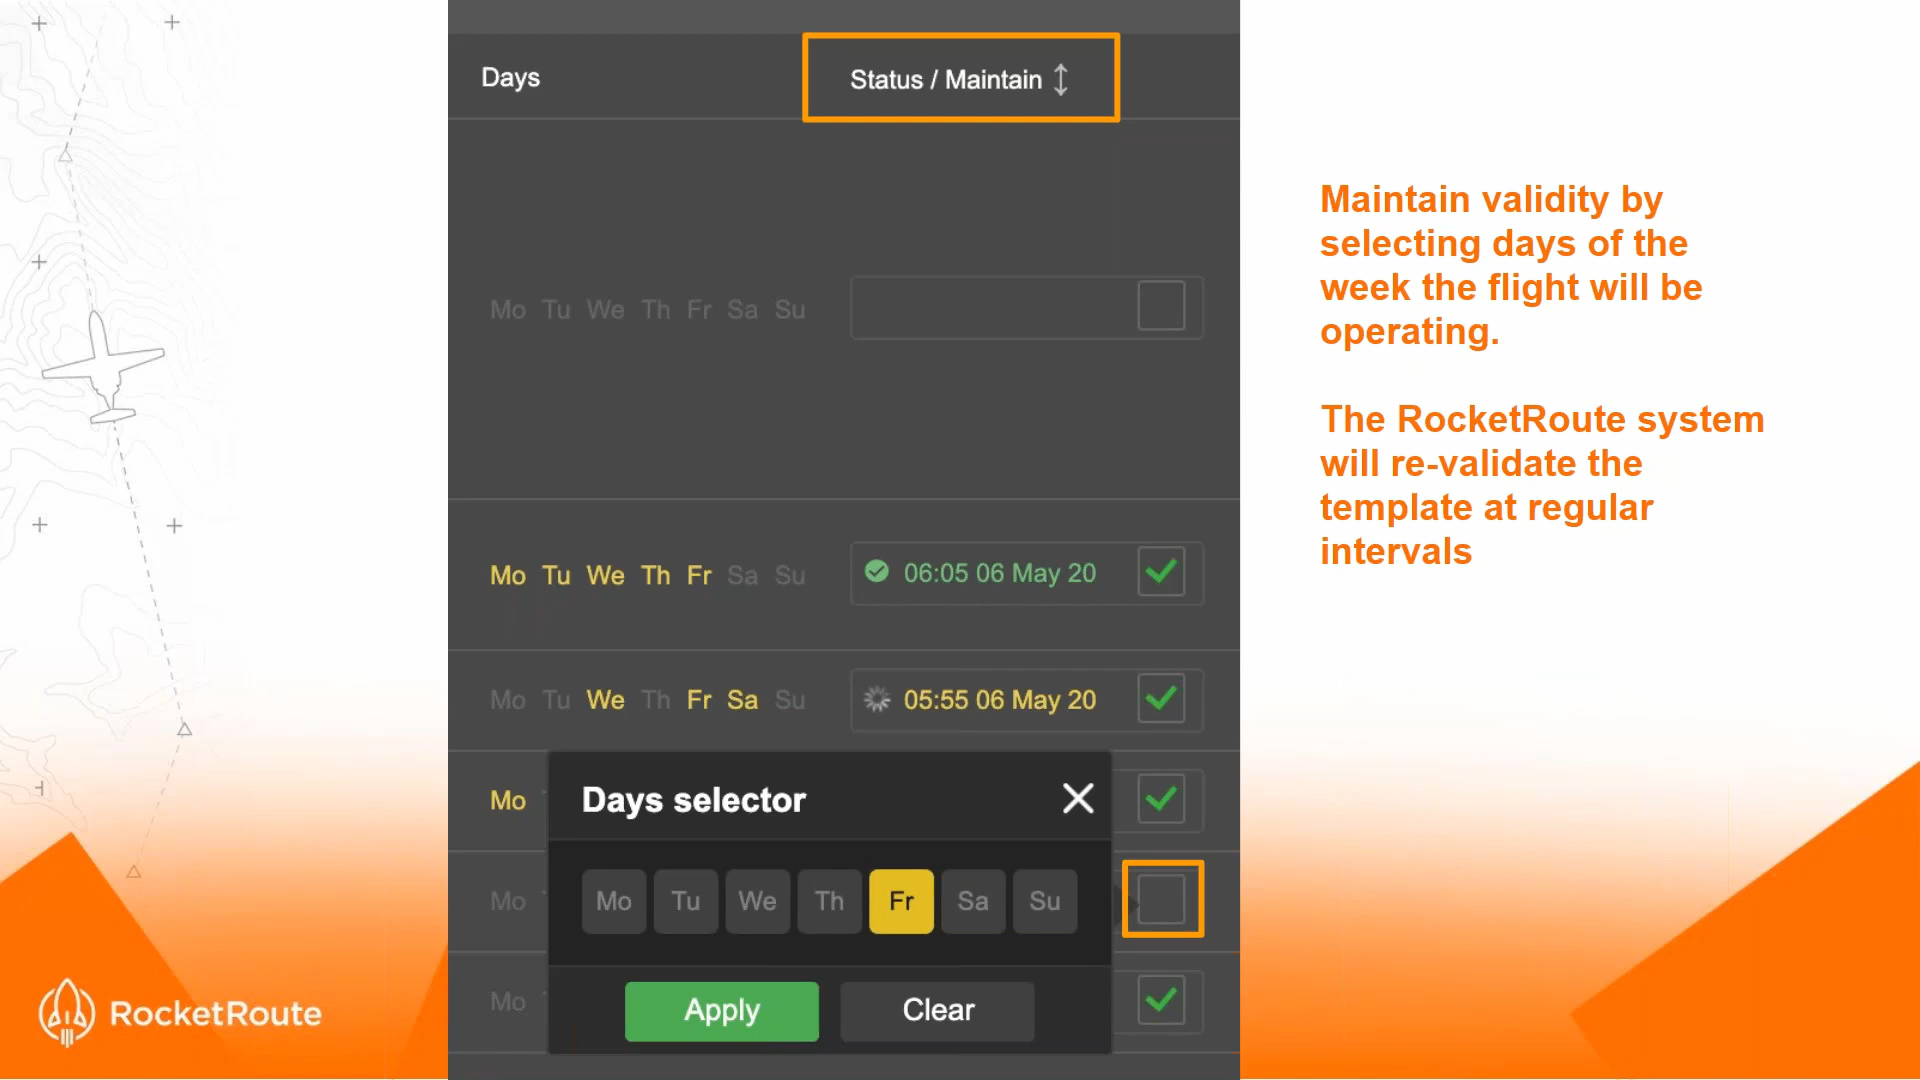 Days Status / Maintain
Mo Tu We Th Fr Sa Su
Mo Tu We Th Fr Sa Su 06:05 06 May 20
Mo Tu We Th Fr Sa Su 05:55 06 May 20
Mo
Mo
Mo
Days selector
Mo Tu We Th Fr Sa Su
Apply Clear
Maintain validity by
selecting days of the
week the flight will be
operating.
The RocketRoute system
will re-validate the
template at regular
intervals
RocketRoute